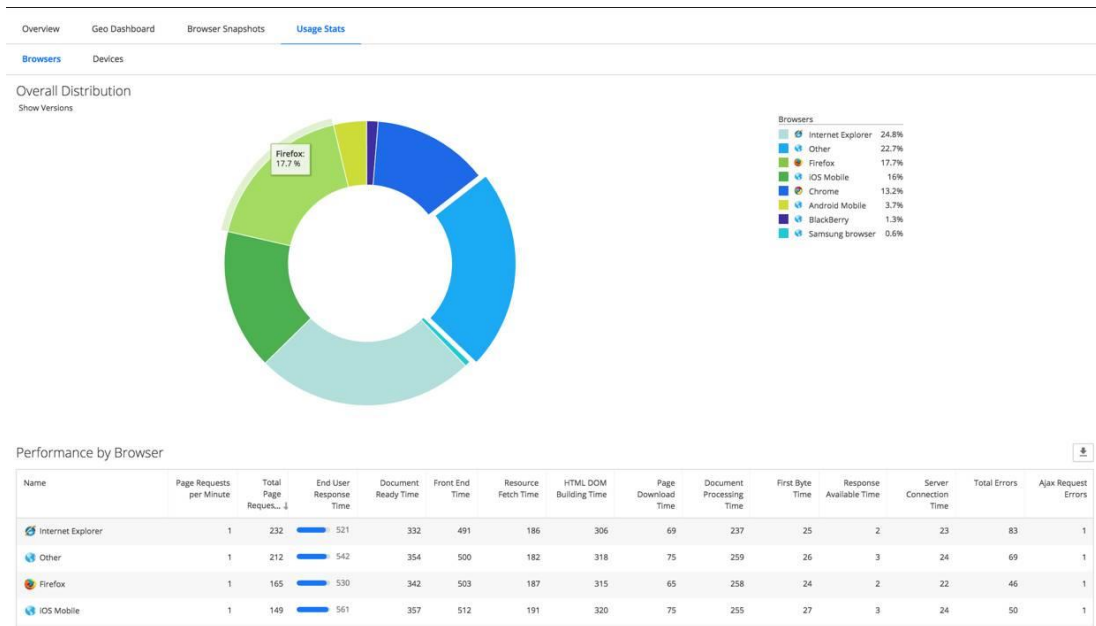 Overview Geo Dashboard Browser Snapshots Usage Stats
Browsers Devices
Overall Distribution
Show Versions
Firefox:
17.7 %
Browsers
Internet Explorer 24.8%
Other 22.7%
Firefox 17.7%
iOS Mobile 16%
Chrome 13.2%
Android Mobile 3.7%
BlackBerry 1.3%
Samsung browser 0.6%
Performance by Browser
Name Page Requests per Minute Total Page Reques... ↓ End User Response Time Document Ready Time Front End Time Resource Fetch Time HTML DOM Building Time Page Download Time Document Processing Time First Byte Time Response Available Time Server Connection Time Total Errors Ajax Request Errors
Internet Explorer 1 232 521 332 491 186 306 69 237 25 2 23 83 1
Other 1 212 542 354 500 182 318 75 259 26 3 24 69 1
Firefox 1 165 530 342 503 187 315 65 258 24 2 22 46 1
iOS Mobile 1 149 561 357 512 191 320 75 255 27 3 24 50 1